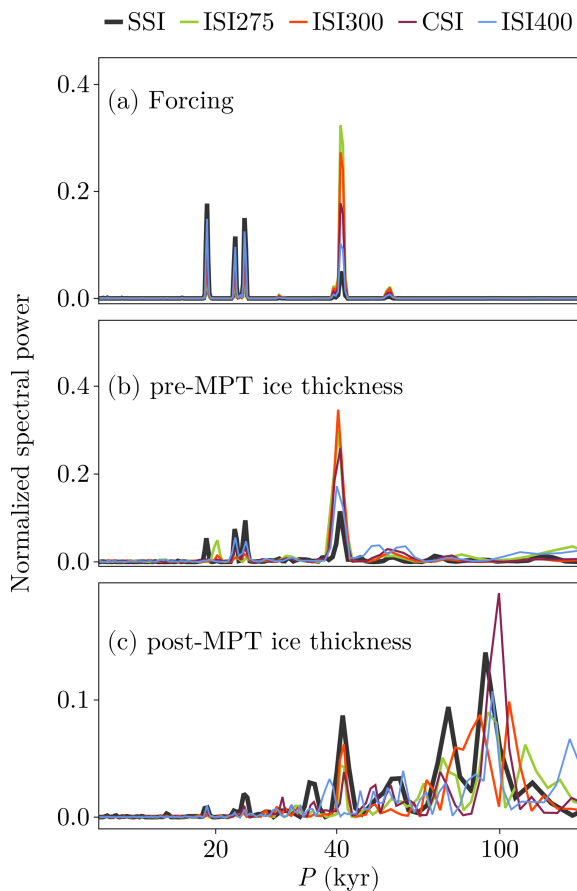 SSI ISI275 ISI300 CSI ISI400
(a) Forcing
0.4
0.2
0.0
(b) pre-MPT ice thickness
0.4
0.2
0.0
(c) post-MPT ice thickness
0.1
0.0
20 40 100
P (kyr)
Normalized spectral power